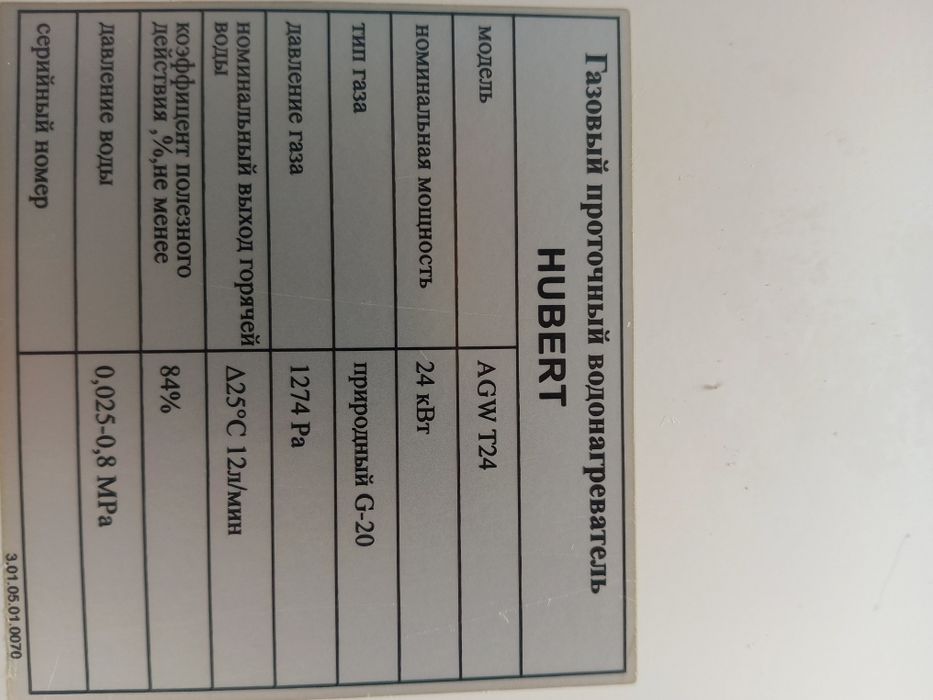 Газовый проточный водонагреватель
HUBERT
модель AGW T24
номинальная мощность 24 кВт
тип газа природный G-20
давление газа 1274 Pa
номинальный выход горячей
воды Δ25°C 12л/мин
коэффицент полезного
действия ,%,не менее 84%
давление воды 0,025-0,8 MPa
серийный номер
3.01.05.01.0070